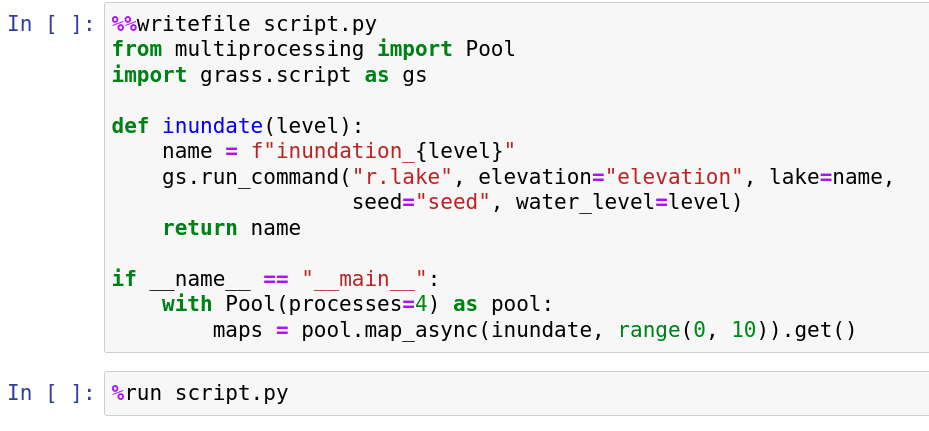 In [ ]: %%writefile script.py
from multiprocessing import Pool
import grass.script as gs

def inundate(level):
    name = f"inundation_{level}"
    gs.run_command("r.lake", elevation="elevation", lake=name,
                   seed="seed", water_level=level)
    return name

if __name__ == "__main__":
    with Pool(processes=4) as pool:
        maps = pool.map_async(inundate, range(0, 10)).get()

In [ ]: %run script.py